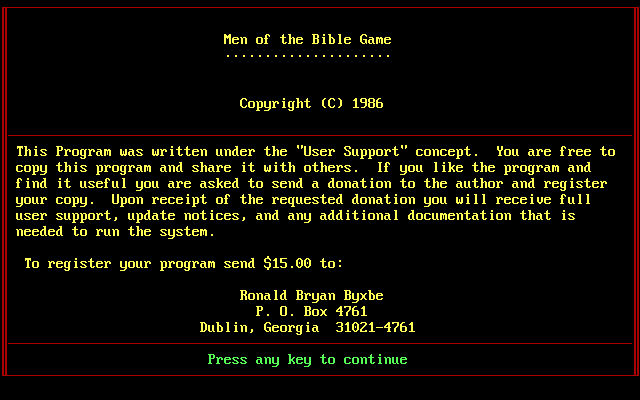 Men of the Bible Game
.....................
Copyright (C) 1986
This Program was written under the "User Support" concept.  You are free to
copy this program and share it with others.  If you like the program and
find it useful you are asked to send a donation to the author and register
your copy.  Upon receipt of the requested donation you will receive full
user support, update notices, and any additional documentation that is
needed to run the system.
To register your program send $15.00 to:
Ronald Bryan Byxbe
P. O. Box 4761
Dublin, Georgia  31021-4761
Press any key to continue